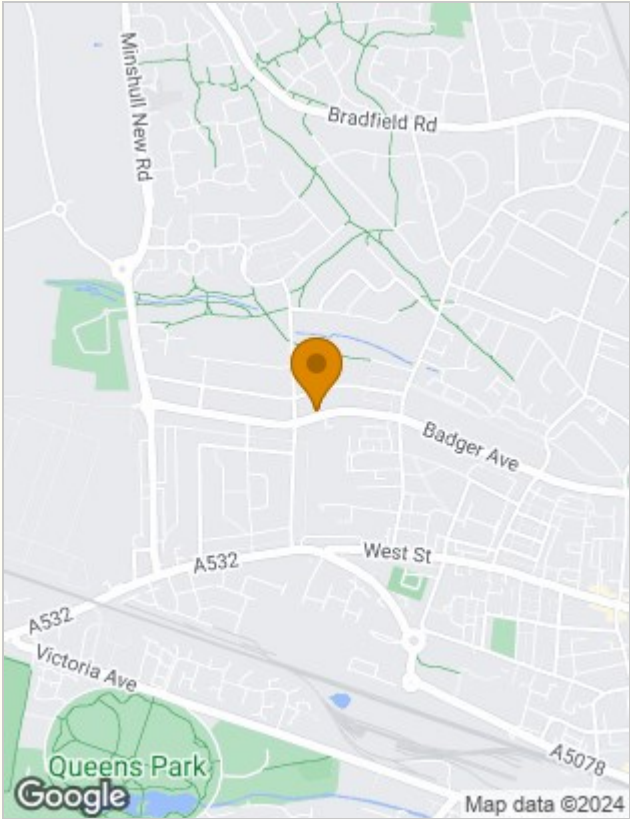 Minshull New Rd
Bradfield Rd
Badger Ave
West St
A532
A532
Victoria Ave
Queens Park
A5078
Google
Map data ©2024